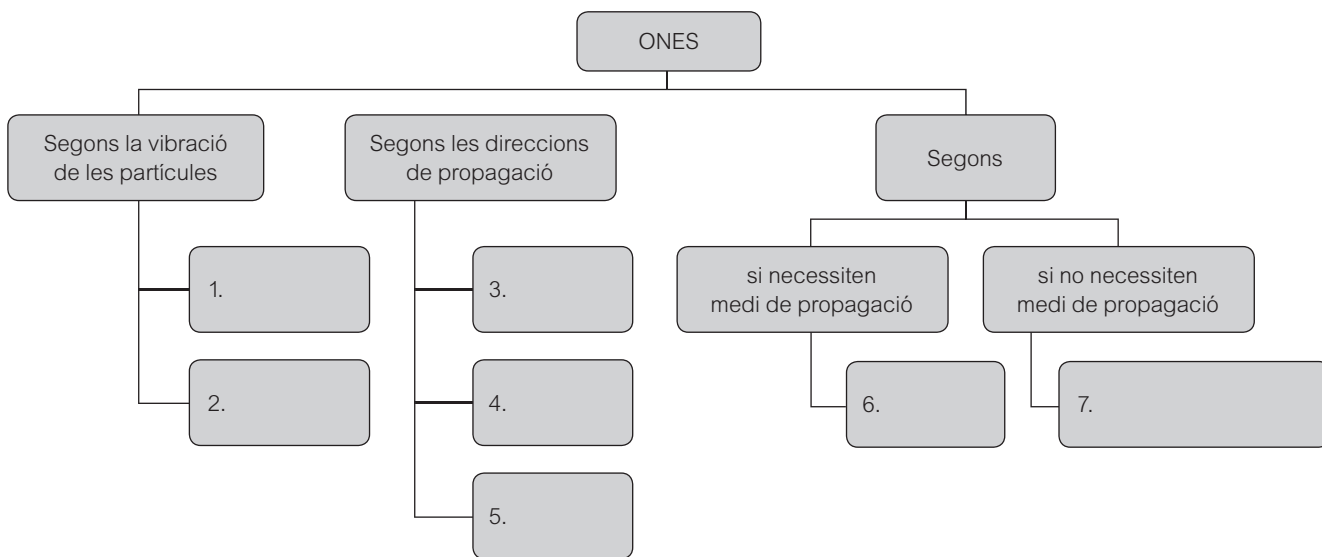 ONES
Segons la vibració
de les partícules
Segons les direccions
de propagació
Segons
1.
2.
3.
4.
5.
si necessiten
medi de propagació
si no necessiten
medi de propagació
6.
7.